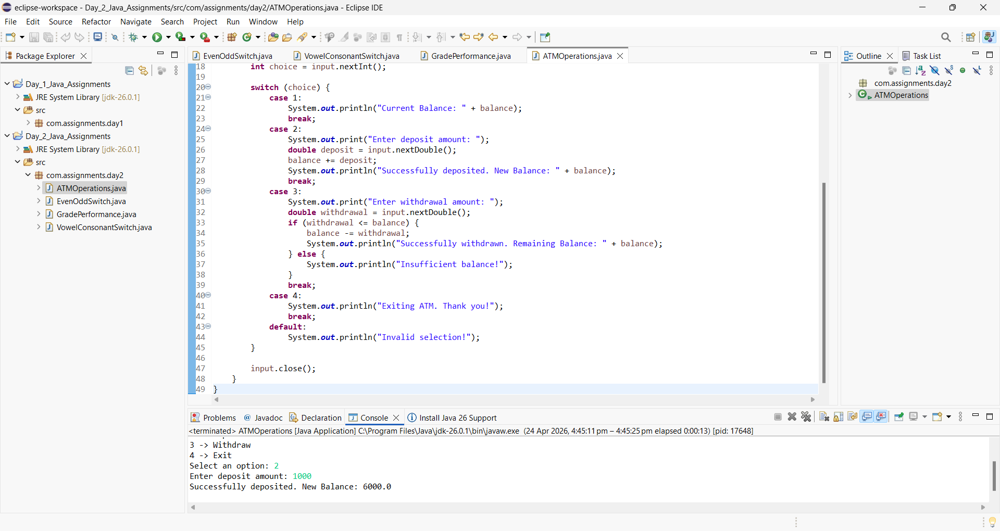 eclipse-workspace - Day_2_Java_Assignments/src/com/assignments/day2/ATMOperations.java - Eclipse IDE
File Edit Source Refactor Navigate Search Project Run Window Help
Package Explorer
Day_1_Java_Assignments
JRE System Library [jdk-26.0.1]
src
com.assignments.day1
Day_2_Java_Assignments
JRE System Library [jdk-26.0.1]
src
com.assignments.day2
ATMOperations.java
EvenOddSwitch.java
GradePerformance.java
VowelConsonantSwitch.java
EvenOddSwitch.java VowelConsonantSwitch.java GradePerformance.java ATMOperations.java
18 int choice = input.nextInt();
19
20 switch (choice) {
21 case 1:
22 System.out.println("Current Balance: " + balance);
23 break;
24 case 2:
25 System.out.print("Enter deposit amount: ");
26 double deposit = input.nextDouble();
27 balance += deposit;
28 System.out.println("Successfully deposited. New Balance: " + balance);
29 break;
30 case 3:
31 System.out.print("Enter withdrawal amount: ");
32 double withdrawal = input.nextDouble();
33 if (withdrawal <= balance) {
34 balance -= withdrawal;
35 System.out.println("Successfully withdrawn. Remaining Balance: " + balance);
36 } else {
37 System.out.println("Insufficient balance!");
38 }
39 break;
40 case 4:
41 System.out.println("Exiting ATM. Thank you!");
42 break;
43 default:
44 System.out.println("Invalid selection!");
45 }
46
47 input.close();
48 }
49 }
Outline Task List
com.assignments.day2
ATMOperations
Problems Javadoc Declaration Console Install Java 26 Support
<terminated> ATMOperations [Java Application] C:\Program Files\Java\jdk-26.0.1\bin\javaw.exe (24 Apr 2026, 4:45:11 pm – 4:45:25 pm elapsed 0:00:13) [pid: 17648]
3 -> Withdraw
4 -> Exit
Select an option: 2
Enter deposit amount: 1000
Successfully deposited. New Balance: 6000.0